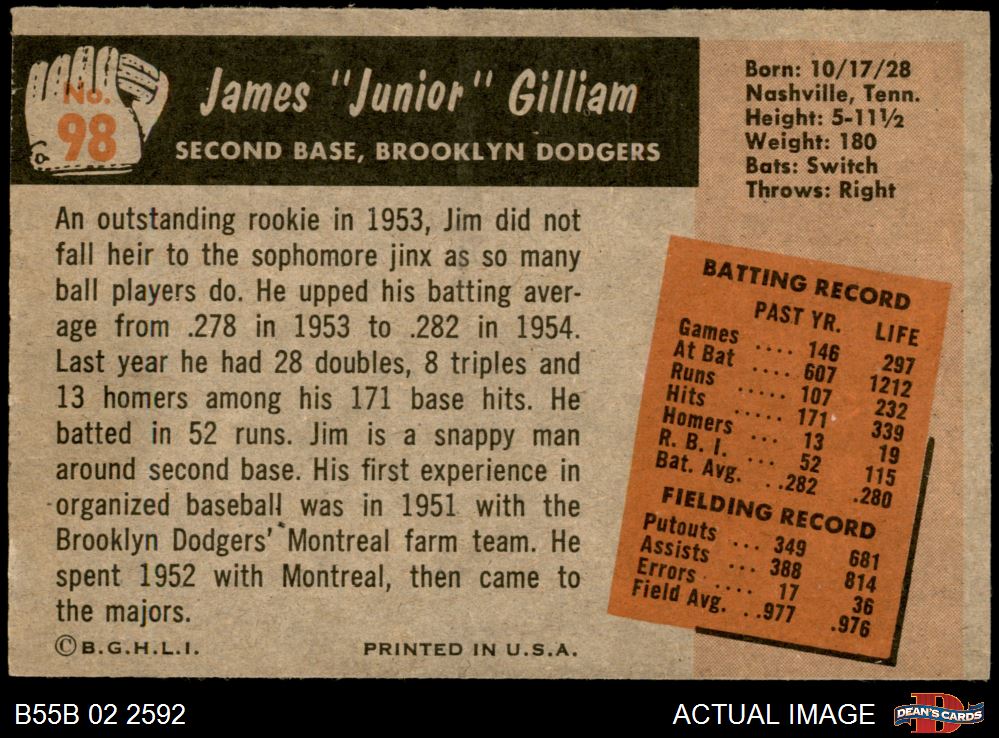 No.
98
James "Junior" Gilliam
SECOND BASE, BROOKLYN DODGERS
Born: 10/17/28
Nashville, Tenn.
Height: 5-11½
Weight: 180
Bats: Switch
Throws: Right
An outstanding rookie in 1953, Jim did not
fall heir to the sophomore jinx as so many
ball players do. He upped his batting aver-
age from .278 in 1953 to .282 in 1954.
Last year he had 28 doubles, 8 triples and
13 homers among his 171 base hits. He
batted in 52 runs. Jim is a snappy man
around second base. His first experience in
organized baseball was in 1951 with the
Brooklyn Dodgers' Montreal farm team. He
spent 1952 with Montreal, then came to
the majors.
©B.G.H.L.I.
PRINTED IN U.S.A.
BATTING RECORD
PAST YR. LIFE
Games .... 146 297
At Bat .... 607 1212
Runs ..... 107 232
Hits ..... 171 339
Homers ... 13 19
R. B. I. ... 52 115
Bat. Avg. ..282 .280
FIELDING RECORD
Putouts ... 349 681
Assists ... 388 814
Errors .... 17 36
Field Avg. ..977 .976
B55B 02 2592
ACTUAL IMAGE
D
DEAN'S CARDS